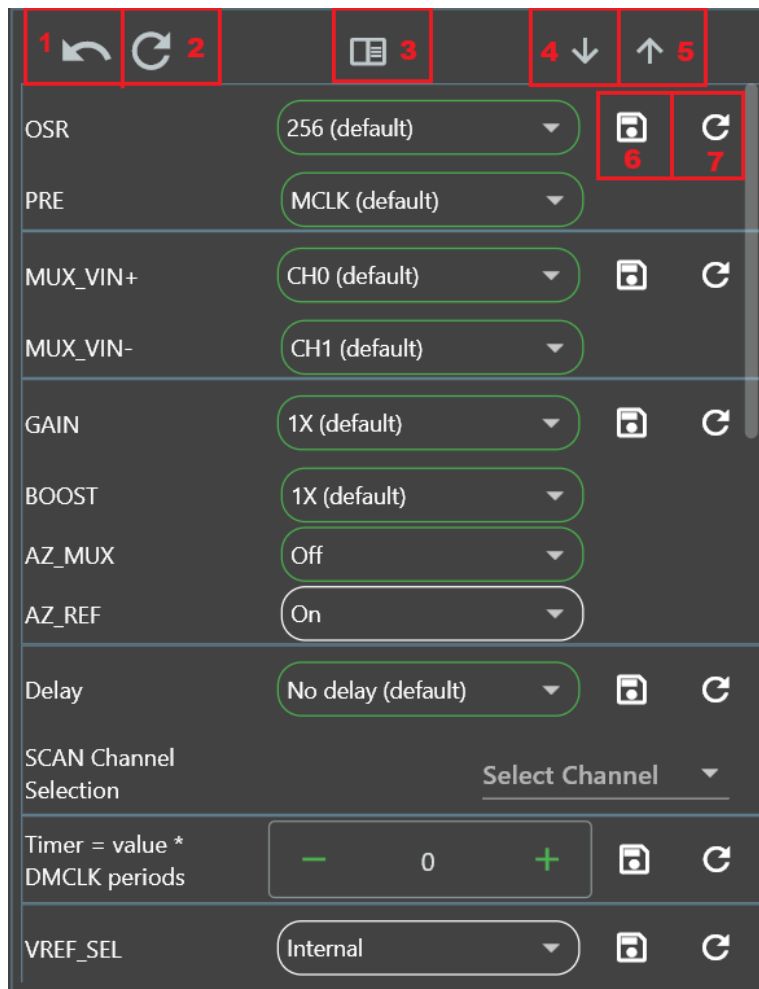 1 2 3 4 5
OSR 256 (default)
6 7
PRE MCLK (default)
MUX_VIN+ CH0 (default)
MUX_VIN- CH1 (default)
GAIN 1X (default)
BOOST 1X (default)
AZ_MUX Off
AZ_REF On
Delay No delay (default)
SCAN Channel
Selection Select Channel
Timer = value *
DMCLK periods − 0 +
VREF_SEL Internal